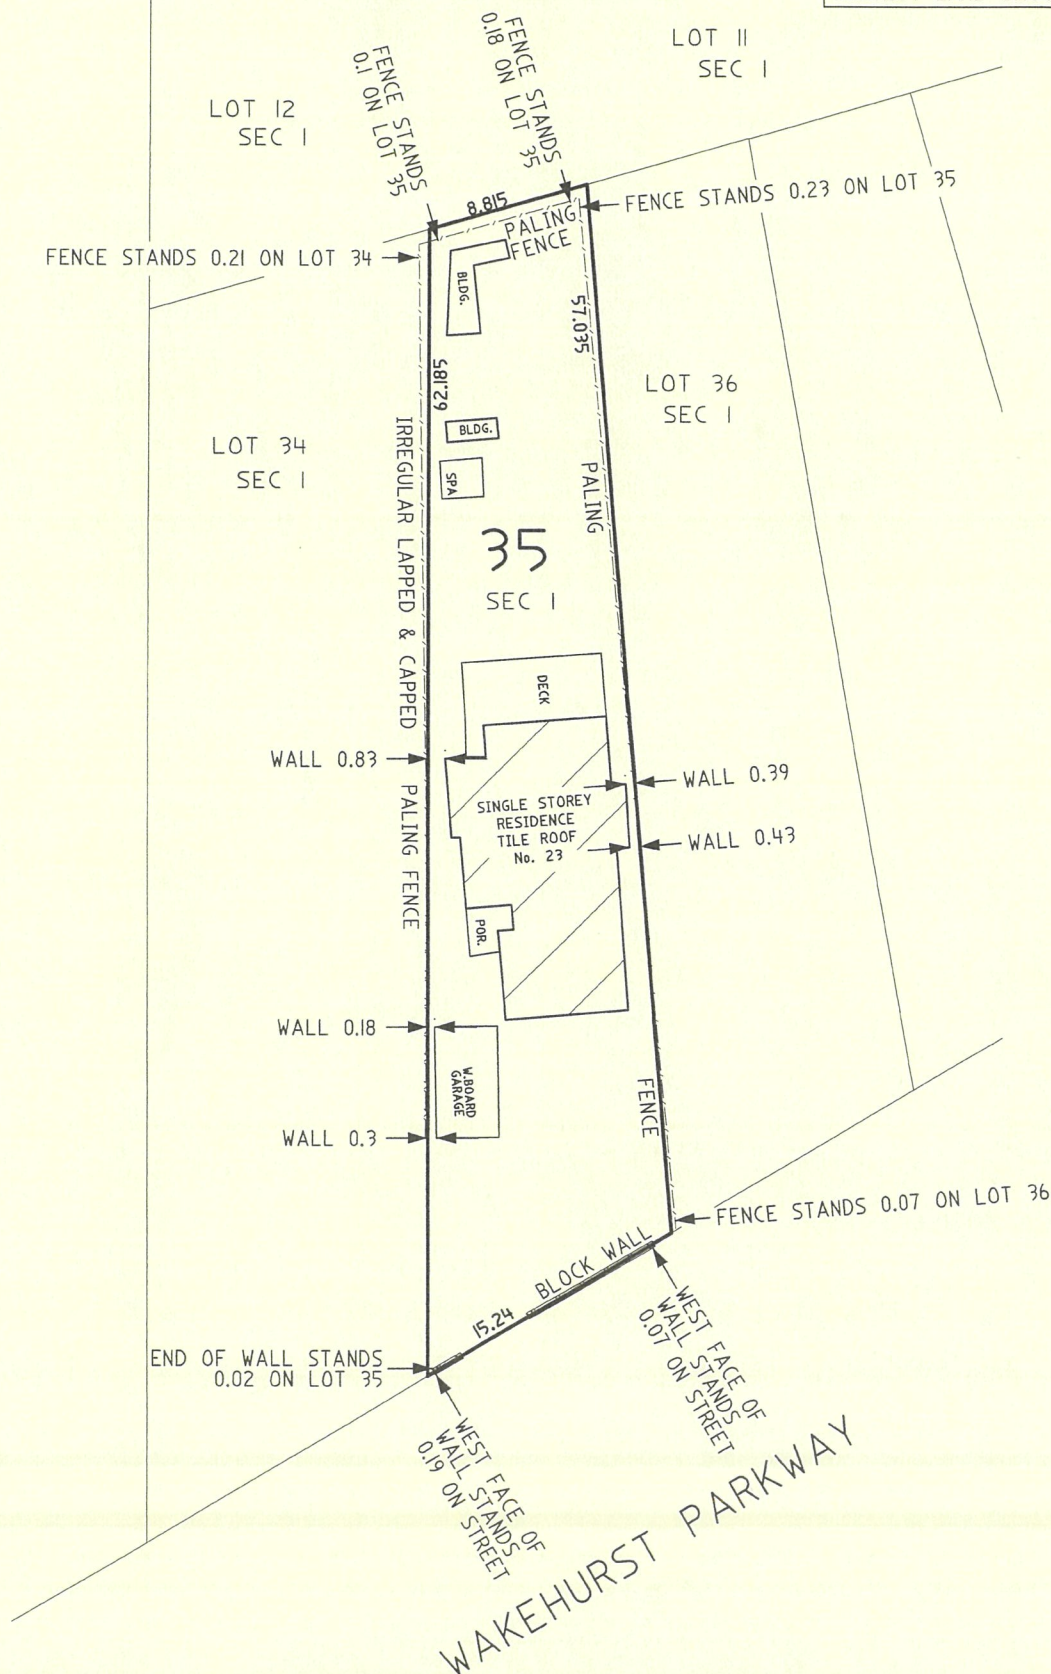 LOT 11
SEC 1
LOT 12
SEC 1
FENCE STANDS
0.1 ON LOT 35
FENCE STANDS
0.18 ON LOT 35
8.815
PALING
FENCE
FENCE STANDS 0.23 ON LOT 35
FENCE STANDS 0.21 ON LOT 34
BLDG.
57.035
62.815
LOT 36
SEC 1
LOT 34
SEC 1
BLDG.
SPA
IRREGULAR LAPPED & CAPPED PALING FENCE
PALING FENCE
35
SEC 1
DECK
WALL 0.83
WALL 0.39
SINGLE STOREY
RESIDENCE
TILE ROOF
No. 23
WALL 0.43
POR.
WALL 0.18
W.BOARD
GARAGE
WALL 0.3
FENCE STANDS 0.07 ON LOT 36
BLOCK WALL
15.24
WEST FACE OF
WALL STANDS
0.07 ON STREET
END OF WALL STANDS
0.02 ON LOT 35
WEST FACE OF
WALL STANDS
0.19 ON STREET
WAKEHURST PARKWAY